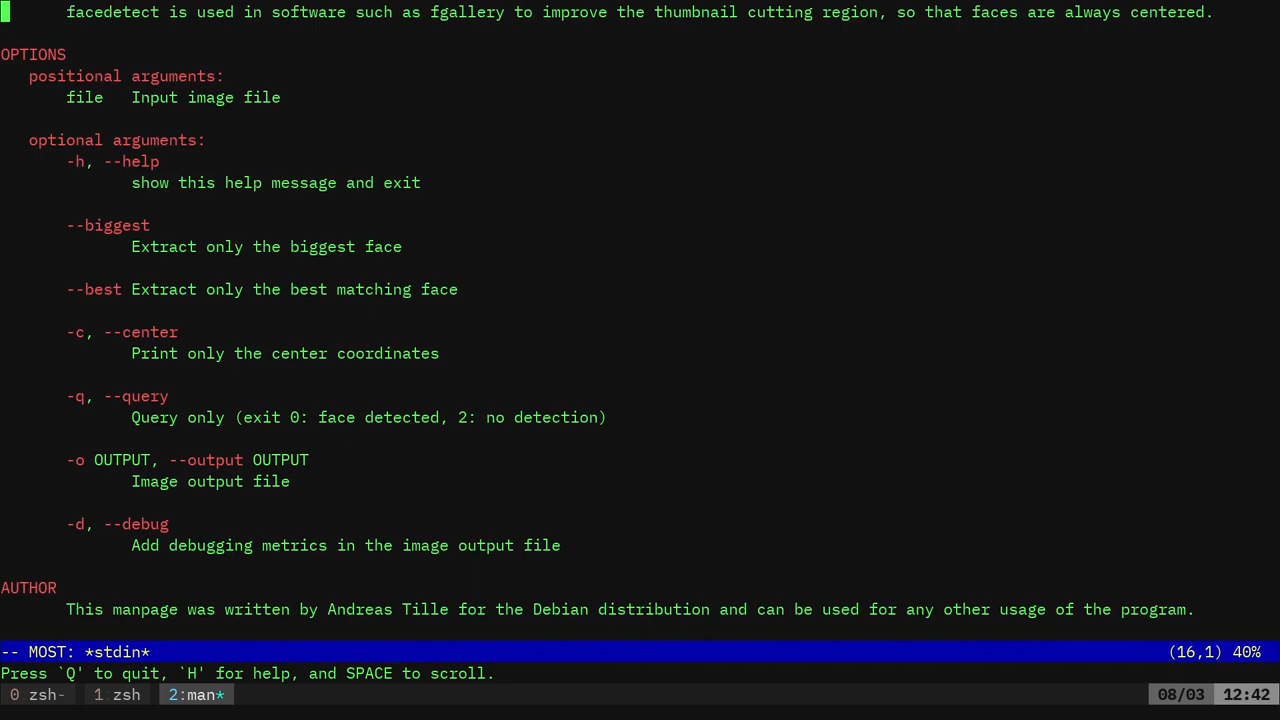 facedetect is used in software such as fgallery to improve the thumbnail cutting region, so that faces are always centered.
OPTIONS
positional arguments:
file   Input image file
optional arguments:
-h, --help
show this help message and exit
--biggest
Extract only the biggest face
--best Extract only the best matching face
-c, --center
Print only the center coordinates
-q, --query
Query only (exit 0: face detected, 2: no detection)
-o OUTPUT, --output OUTPUT
Image output file
-d, --debug
Add debugging metrics in the image output file
AUTHOR
This manpage was written by Andreas Tille for the Debian distribution and can be used for any other usage of the program.
-- MOST: *stdin* (16,1) 40%
Press `Q' to quit, `H' for help, and SPACE to scroll.
0 zsh- 1 zsh 2:man* 08/03 12:42